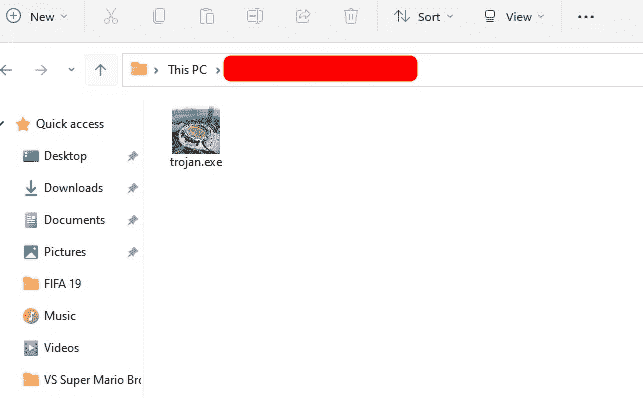 New Sort View
This PC
Quick access
trojan.exe
Desktop
Downloads
Documents
Pictures
FIFA 19
Music
Videos
VS Super Mario Bro